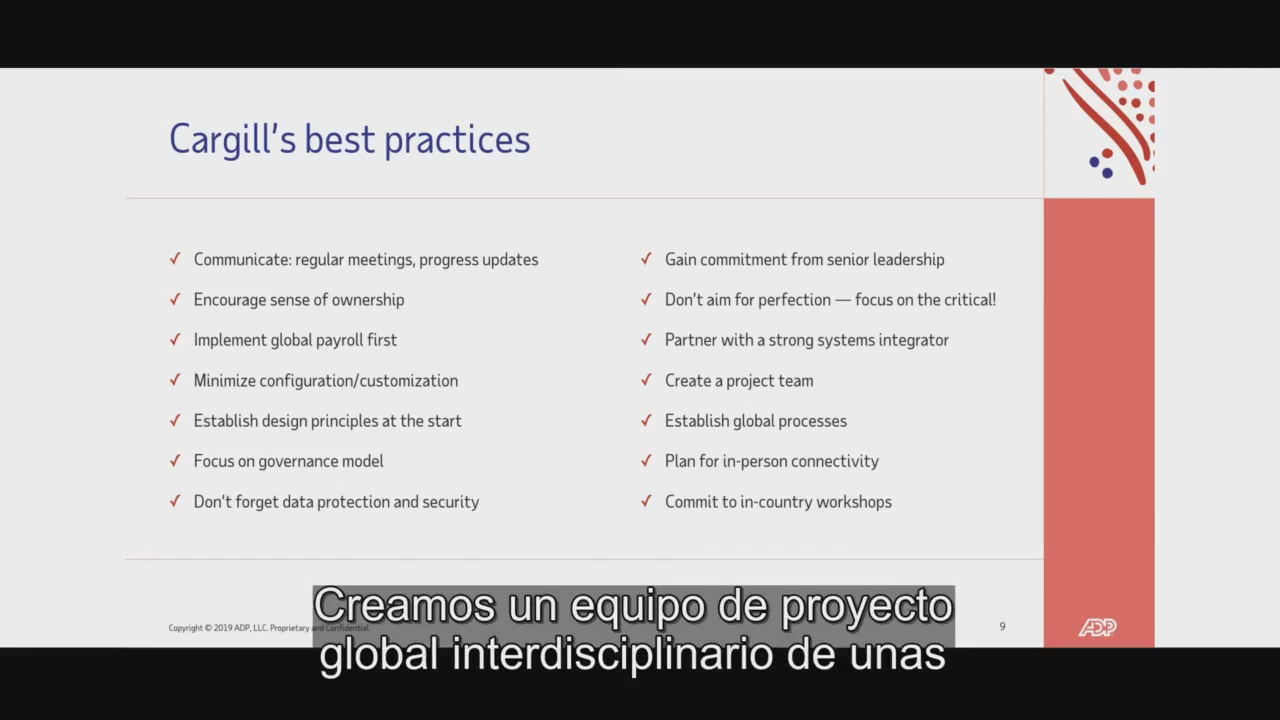 Cargill's best practices
✓ Communicate: regular meetings, progress updates
✓ Encourage sense of ownership
✓ Implement global payroll first
✓ Minimize configuration/customization
✓ Establish design principles at the start
✓ Focus on governance model
✓ Don't forget data protection and security
✓ Gain commitment from senior leadership
✓ Don't aim for perfection — focus on the critical!
✓ Partner with a strong systems integrator
✓ Create a project team
✓ Establish global processes
✓ Plan for in-person connectivity
✓ Commit to in-country workshops
Copyright © 2019 ADP, LLC. Proprietary and Confidential.
9
ADP
Creamos un equipo de proyecto
global interdisciplinario de unas